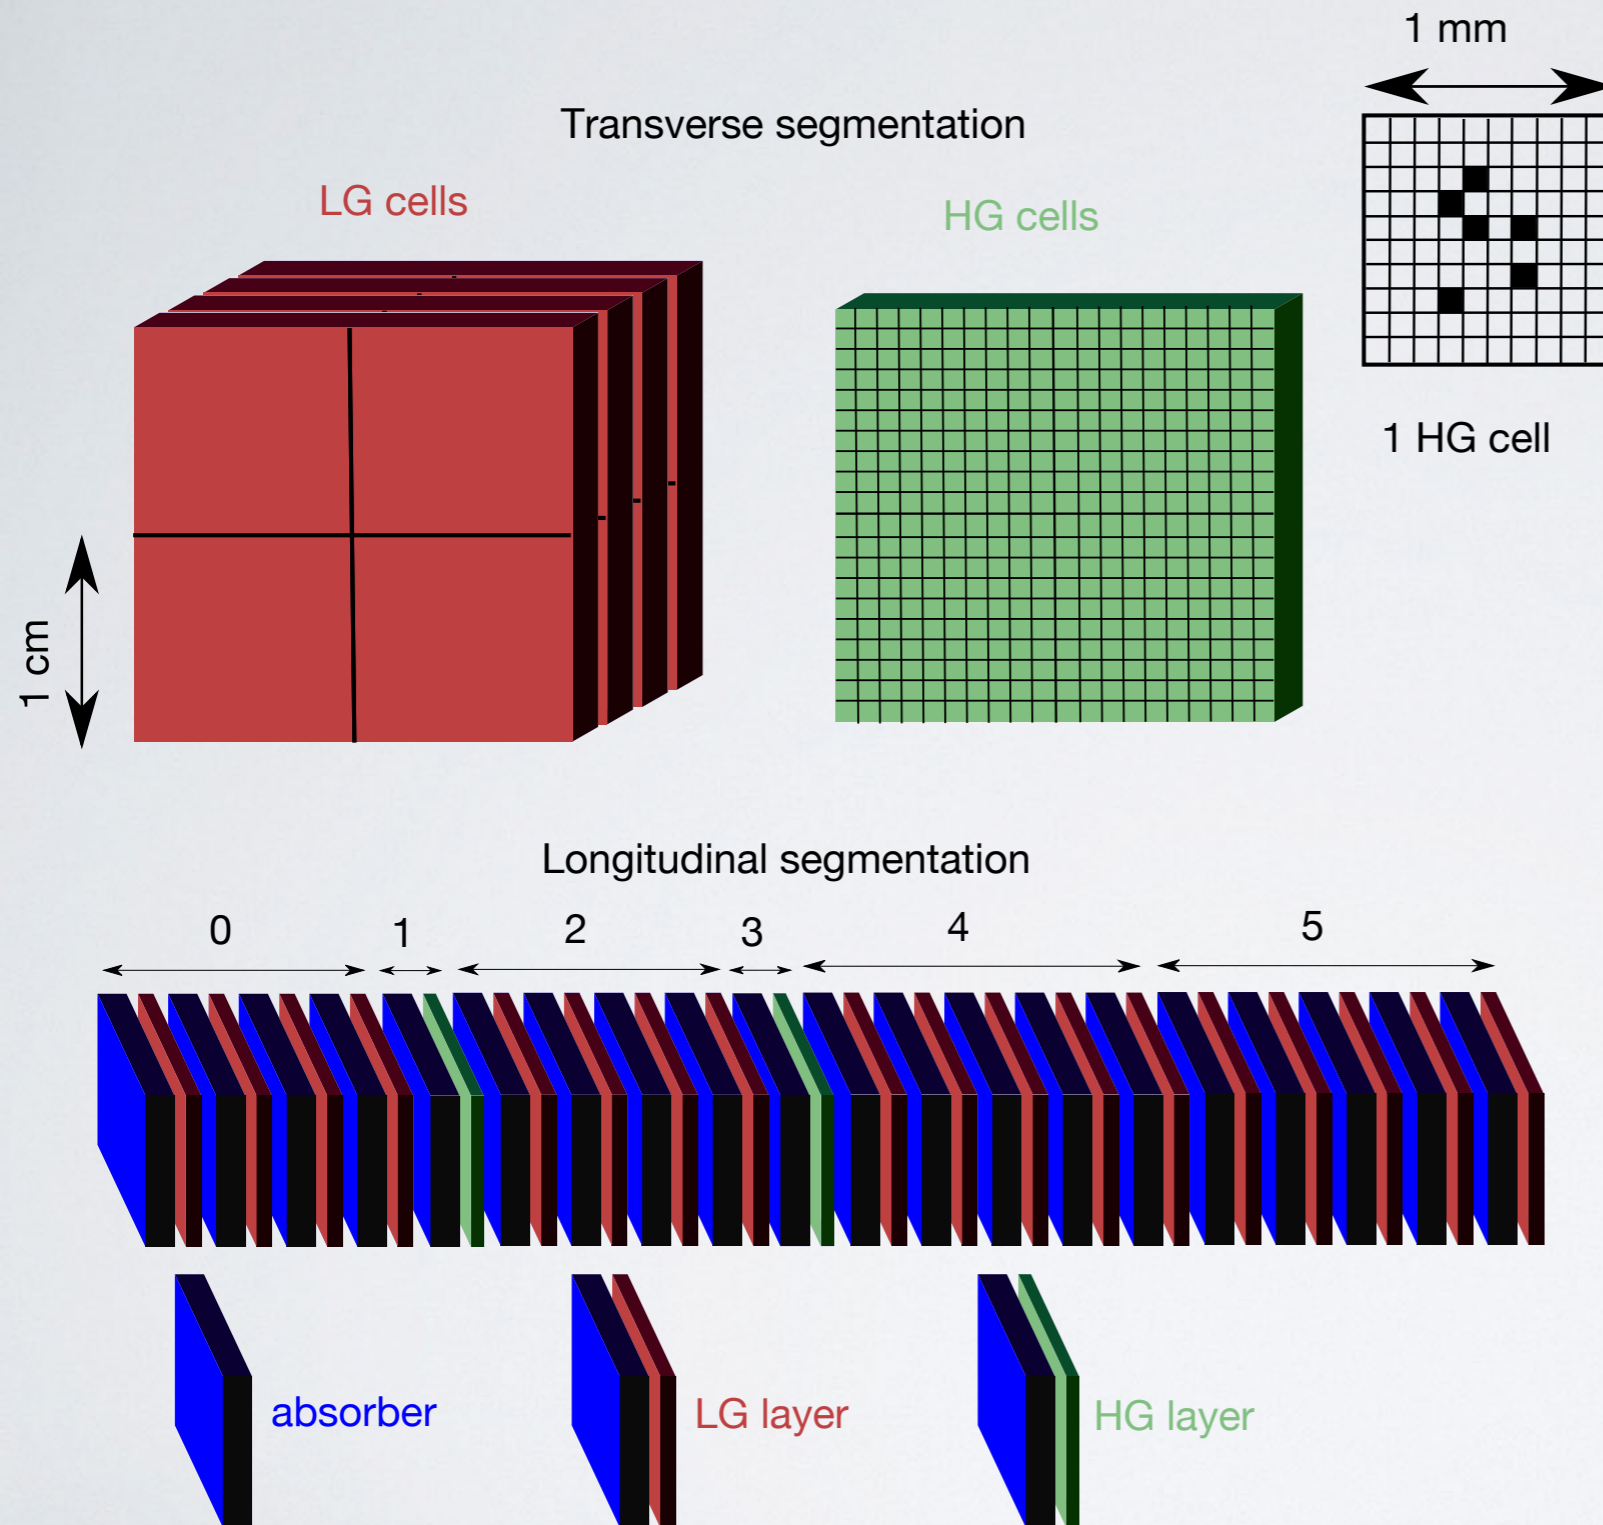 1 mm
Transverse segmentation
LG cells
HG cells
1 HG cell
1 cm
Longitudinal segmentation
0 1 2 3 4 5
absorber
LG layer
HG layer